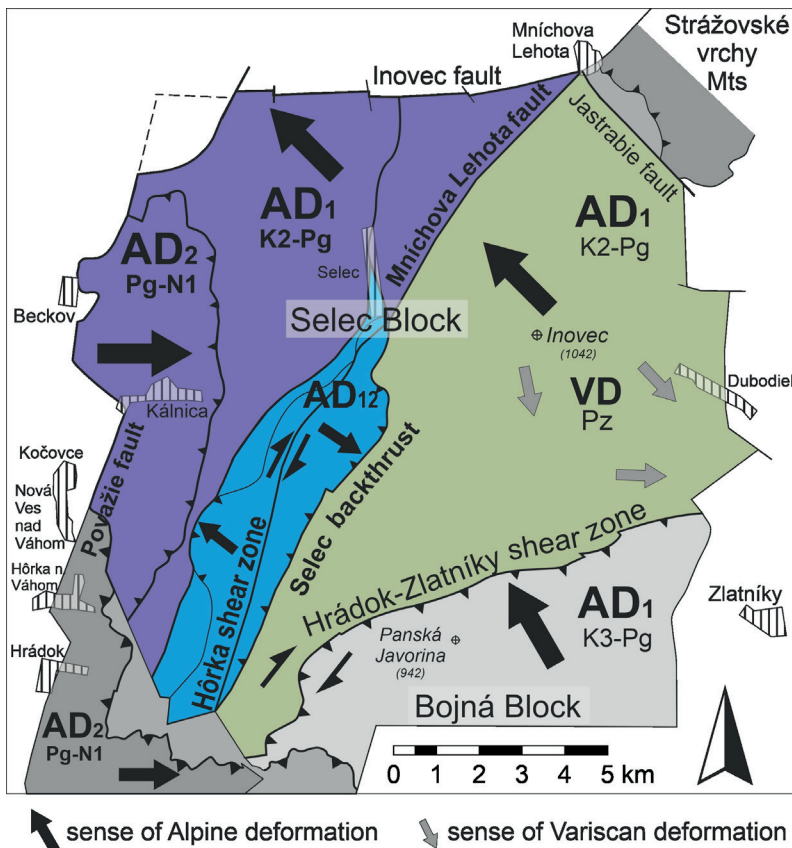 Mníchova
Lehota
Strážovské
vrchy
Mts
Inovec fault
Jastrabie fault
Mníchova Lehota fault
AD1
K2-Pg
AD1
K2-Pg
AD2
Pg-N1
Selec
Beckov
Selec Block
Inovec
(1042)
Dubodiel
VD
Pz
AD12
Kálnica
Kočovce
Považie fault
Nová
Ves
nad
Váhom
Selec backthrust
Hôrka shear zone
Hrádok-Zlatníky shear zone
Hôrka n.
Váhom
AD1
K3-Pg
Zlatníky
Panská
Javorina
(942)
Hrádok
Bojná Block
AD2
Pg-N1
0 1 2 3 4 5 km
sense of Alpine deformation
sense of Variscan deformation